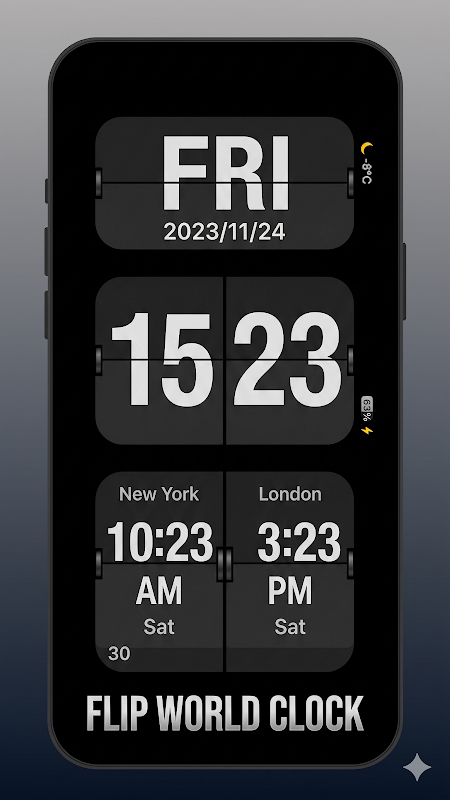 FRI
2023/11/24
-8°C
15 23
63%
New York London
10:23 3:23
AM PM
Sat Sat
30
FLIP WORLD CLOCK